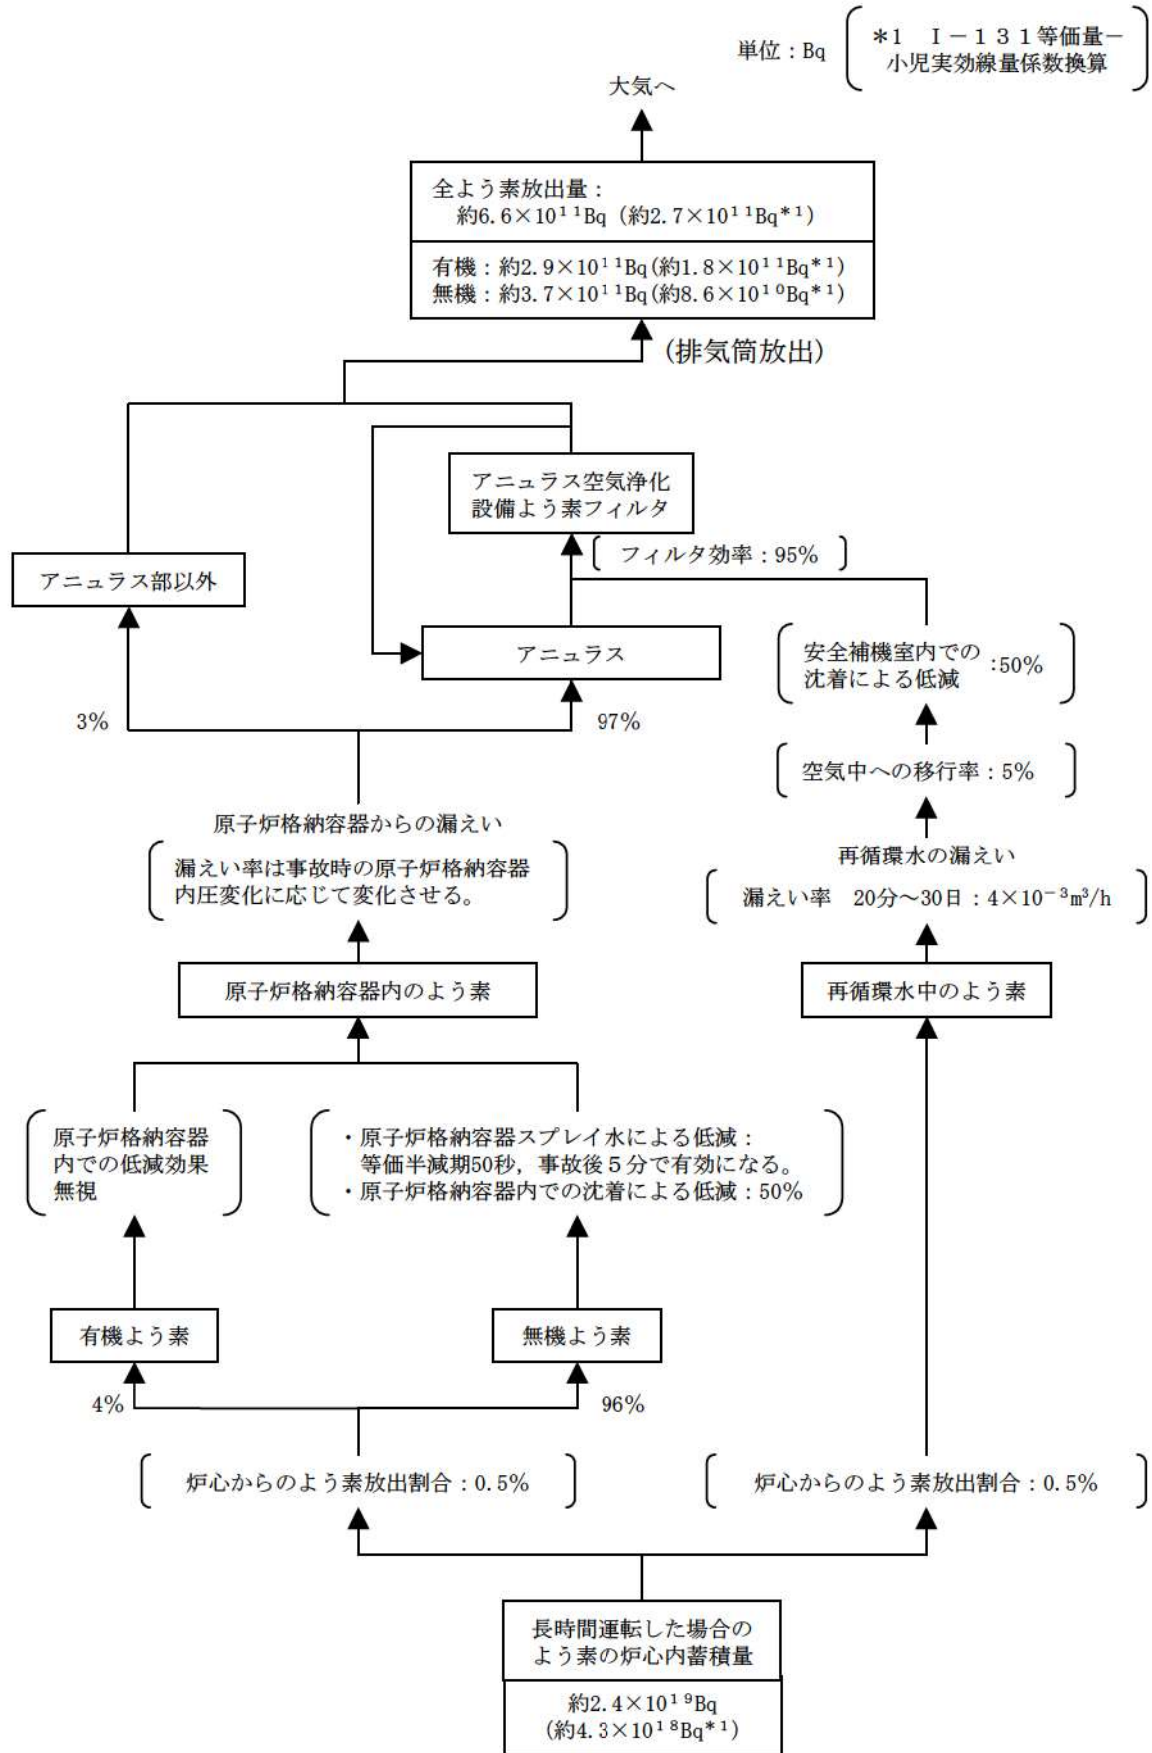 単位：Bq
＊1　Ｉ－１３１等価量－
小児実効線量係数換算
大気へ
全よう素放出量：
約6.6×10¹¹Bq（約2.7×10¹¹Bq*¹）
有機：約2.9×10¹¹Bq(約1.8×10¹¹Bq*¹)
無機：約3.7×10¹¹Bq(約8.6×10¹⁰Bq*¹)
(排気筒放出)
アニュラス空気浄化
設備よう素フィルタ
フィルタ効率：95%
アニュラス部以外
アニュラス
安全補機室内での
沈着による低減
:50%
3%
97%
空気中への移行率：5%
原子炉格納容器からの漏えい
漏えい率は事故時の原子炉格納容器
内圧変化に応じて変化させる。
再循環水の漏えい
漏えい率　20分～30日：4×10⁻³m³/h
原子炉格納容器内のよう素
再循環水中のよう素
原子炉格納容器
内での低減効果
無視
・原子炉格納容器スプレイ水による低減：
等価半減期50秒，事故後５分で有効になる。
・原子炉格納容器内での沈着による低減：50%
有機よう素
無機よう素
4%
96%
炉心からのよう素放出割合：0.5%
炉心からのよう素放出割合：0.5%
長時間運転した場合の
よう素の炉心内蓄積量
約2.4×10¹⁹Bq
(約4.3×10¹⁸Bq*¹)